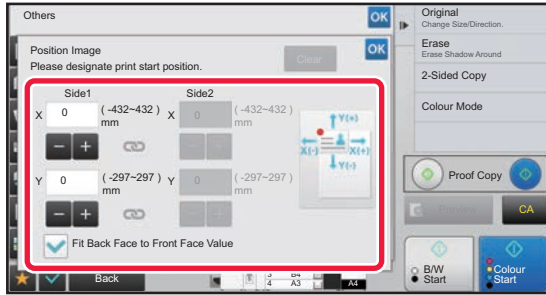 Others
OK
Position Image
Please designate print start position.
Clear
OK
Side1
Side2
X
0
( -432~432 )
mm
X
0
( -432~432 )
mm
Y(+)
X(-)
X(+)
Y(-)
Y
0
( -297~297 )
mm
Y
0
( -297~297 )
mm
Fit Back Face to Front Face Value
Back
3 B4
4 A3
A4
Original
Change Size/Direction.
Erase
Erase Shadow Around
2-Sided Copy
Colour Mode
Proof Copy
CA
B/W
Start
Colour
Start